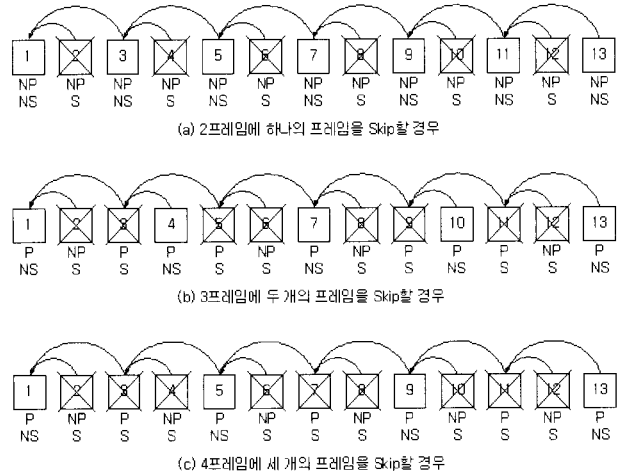 1 2 3 4 5 6 7 8 9 10 11 12 13
NP NP NP NP NP NP NP NP NP NP NP NP NP
NS S NS S NS S NS S NS S NS S NS
(a) 2프레임에 하나의 프레임을 Skip할 경우
1 2 3 4 5 6 7 8 9 10 11 12 13
P NP P P P NP P NP P P P NP P
NS S S NS S S NS S S NS S S NS
(b) 3프레임에 두 개의 프레임을 Skip할 경우
1 2 3 4 5 6 7 8 9 10 11 12 13
P NP P NP P NP P NP P NP P NP P
NS S S S NS S S S NS S S S NS
(c) 4프레임에 세 개의 프레임을 Skip할 경우